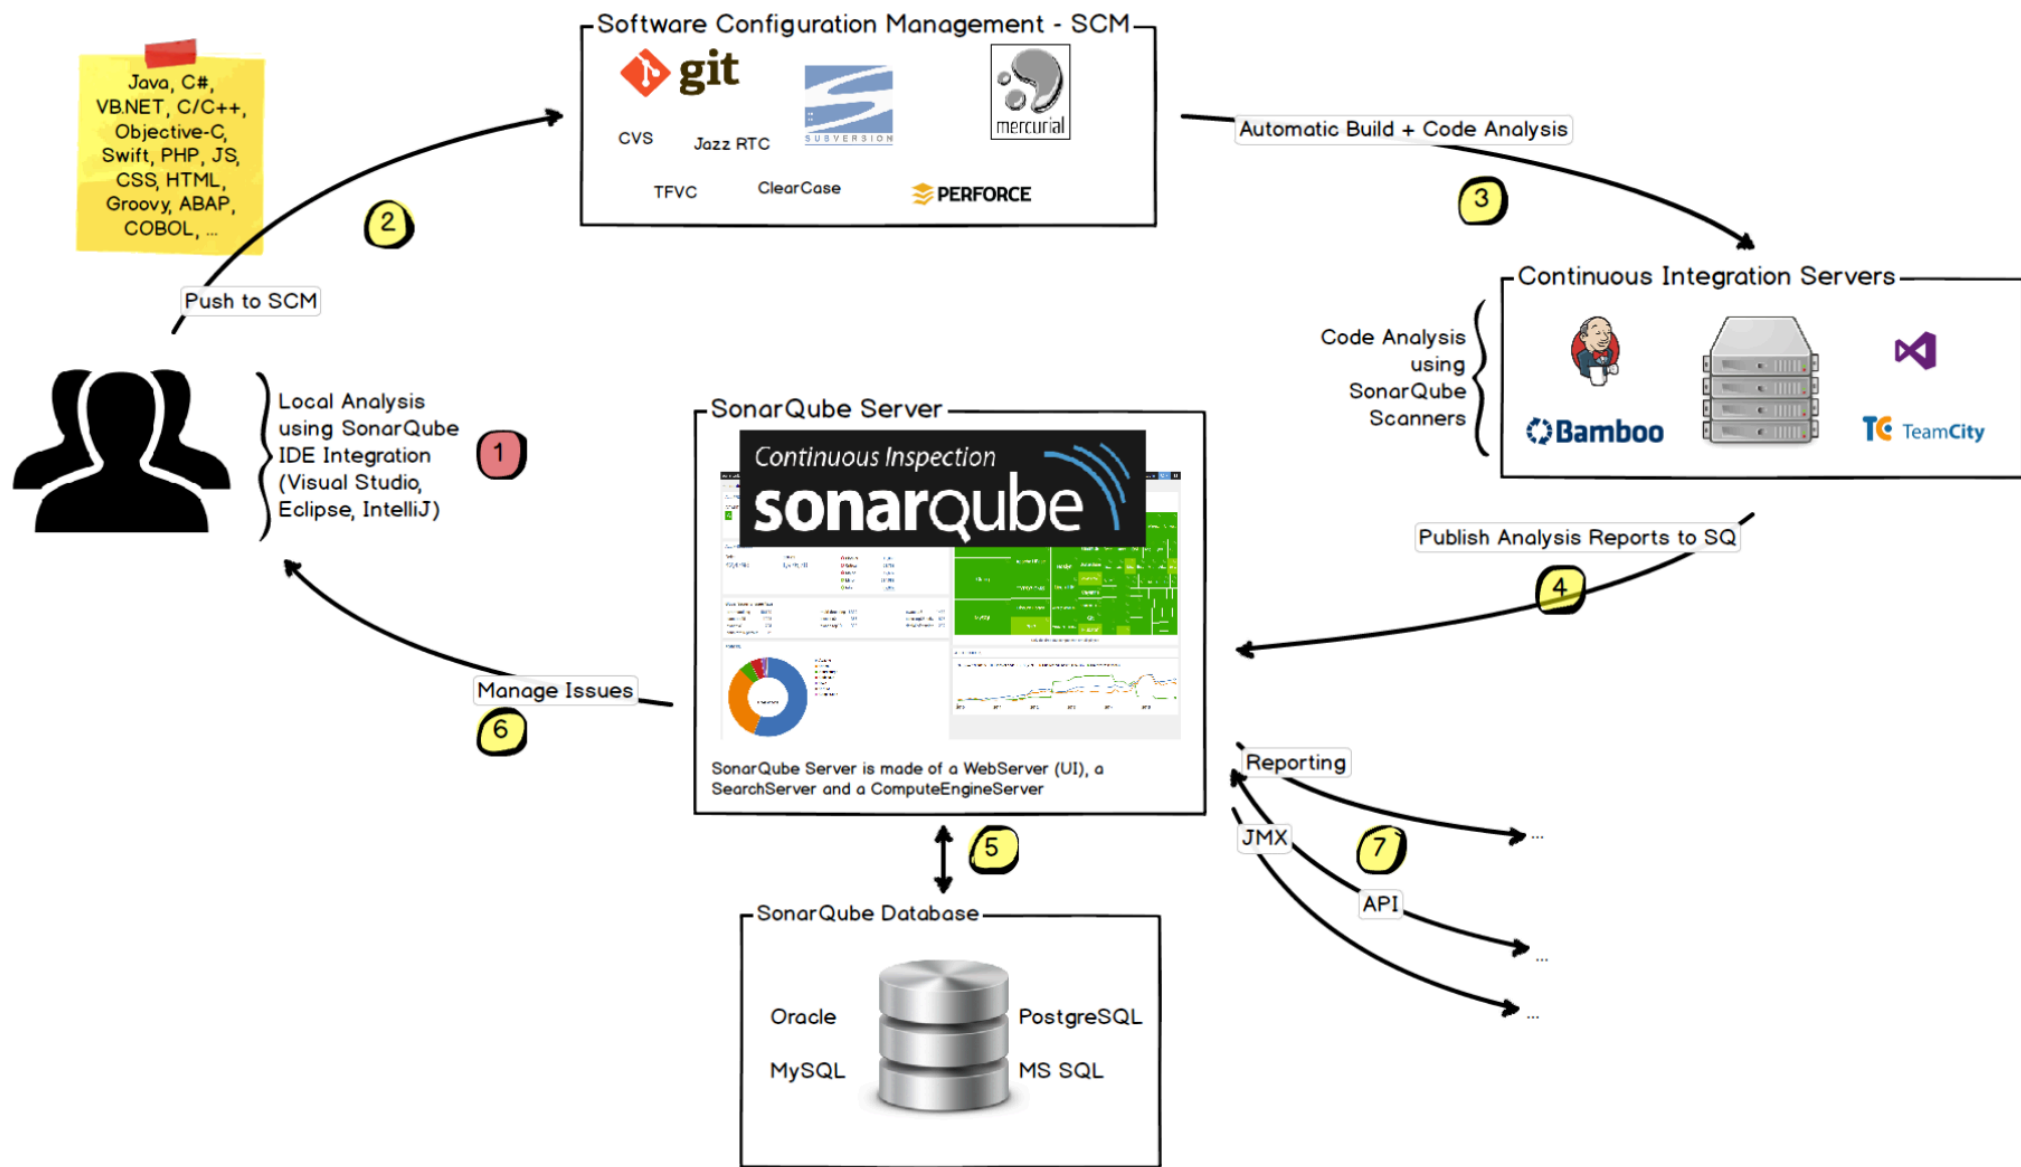 Software Configuration Management - SCM
git
SUBVERSION
mercurial
CVS
Jazz RTC
TFVC
ClearCase
PERFORCE
Java, C#,
VB.NET, C/C++,
Objective-C,
Swift, PHP, JS,
CSS, HTML,
Groovy, ABAP,
COBOL, ...
2
Push to SCM
Automatic Build + Code Analysis
3
Continuous Integration Servers
Code Analysis
using
SonarQube
Scanners
Bamboo
TC TeamCity
Local Analysis
using SonarQube
IDE Integration
(Visual Studio,
Eclipse, IntelliJ)
1
SonarQube Server
Continuous Inspection
sonarqube
Publish Analysis Reports to SQ
4
Manage Issues
6
SonarQube Server is made of a WebServer (UI), a
SearchServer and a ComputeEngineServer
Reporting
...
JMX
7
API
...
...
5
SonarQube Database
Oracle
PostgreSQL
MySQL
MS SQL